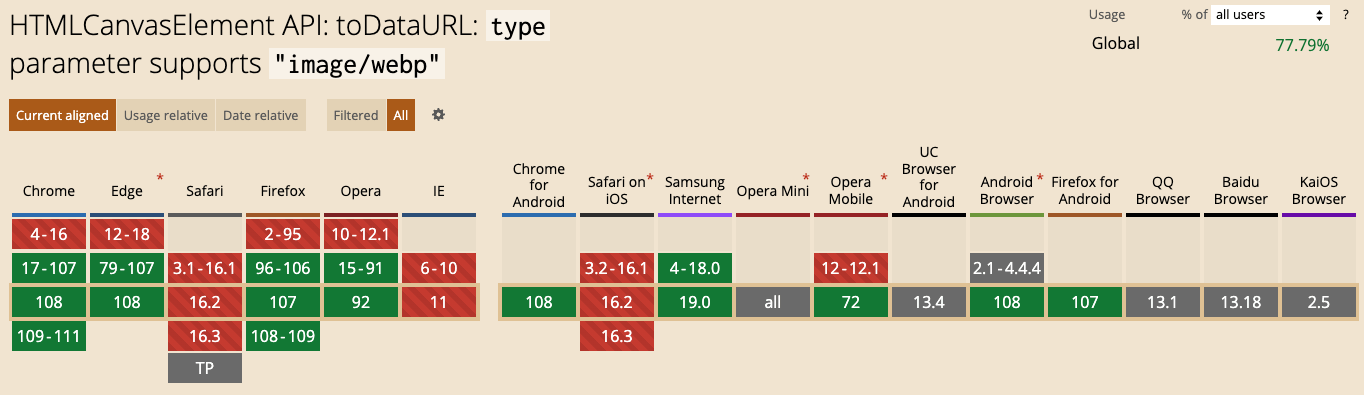 HTMLCanvasElement API: toDataURL: type
parameter supports "image/webp"
Usage % of all users ?
Global 77.79%
Current aligned Usage relative Date relative Filtered All
Chrome Edge * Safari Firefox Opera IE
Chrome for Android
Safari on iOS *
Samsung Internet
Opera Mini *
Opera Mobile *
UC Browser for Android
Android Browser *
Firefox for Android
QQ Browser
Baidu Browser
KaiOS Browser
4-16 12-18 2-95 10-12.1
17-107 79-107 3.1-16.1 96-106 15-91 6-10 3.2-16.1 4-18.0 12-12.1 2.1-4.4.4
108 108 16.2 107 92 11 108 16.2 19.0 all 72 13.4 108 107 13.1 13.18 2.5
109-111 16.3 108-109 16.3
TP